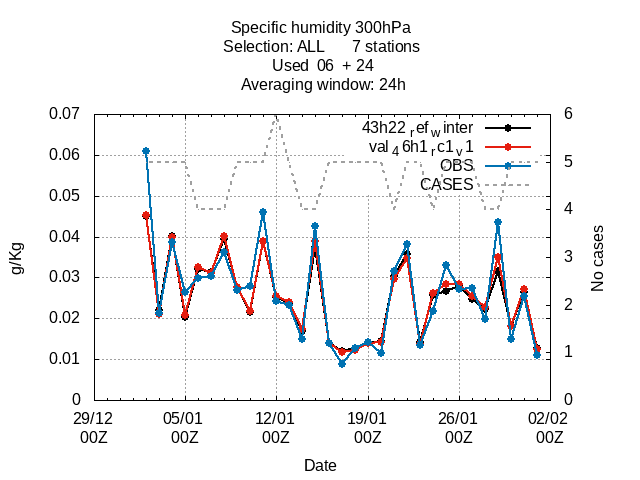 Specific humidity 300hPa
Selection: ALL      7 stations
Used  06  + 24
Averaging window: 24h
43h22refwinter
val46h1rc1v1
OBS
CASES
0.07
0.06
0.05
0.04
0.03
0.02
0.01
0
g/Kg
6
5
4
3
2
1
0
No cases
29/12 05/01 12/01 19/01 26/01 02/02
00Z 00Z 00Z 00Z 00Z 00Z
Date